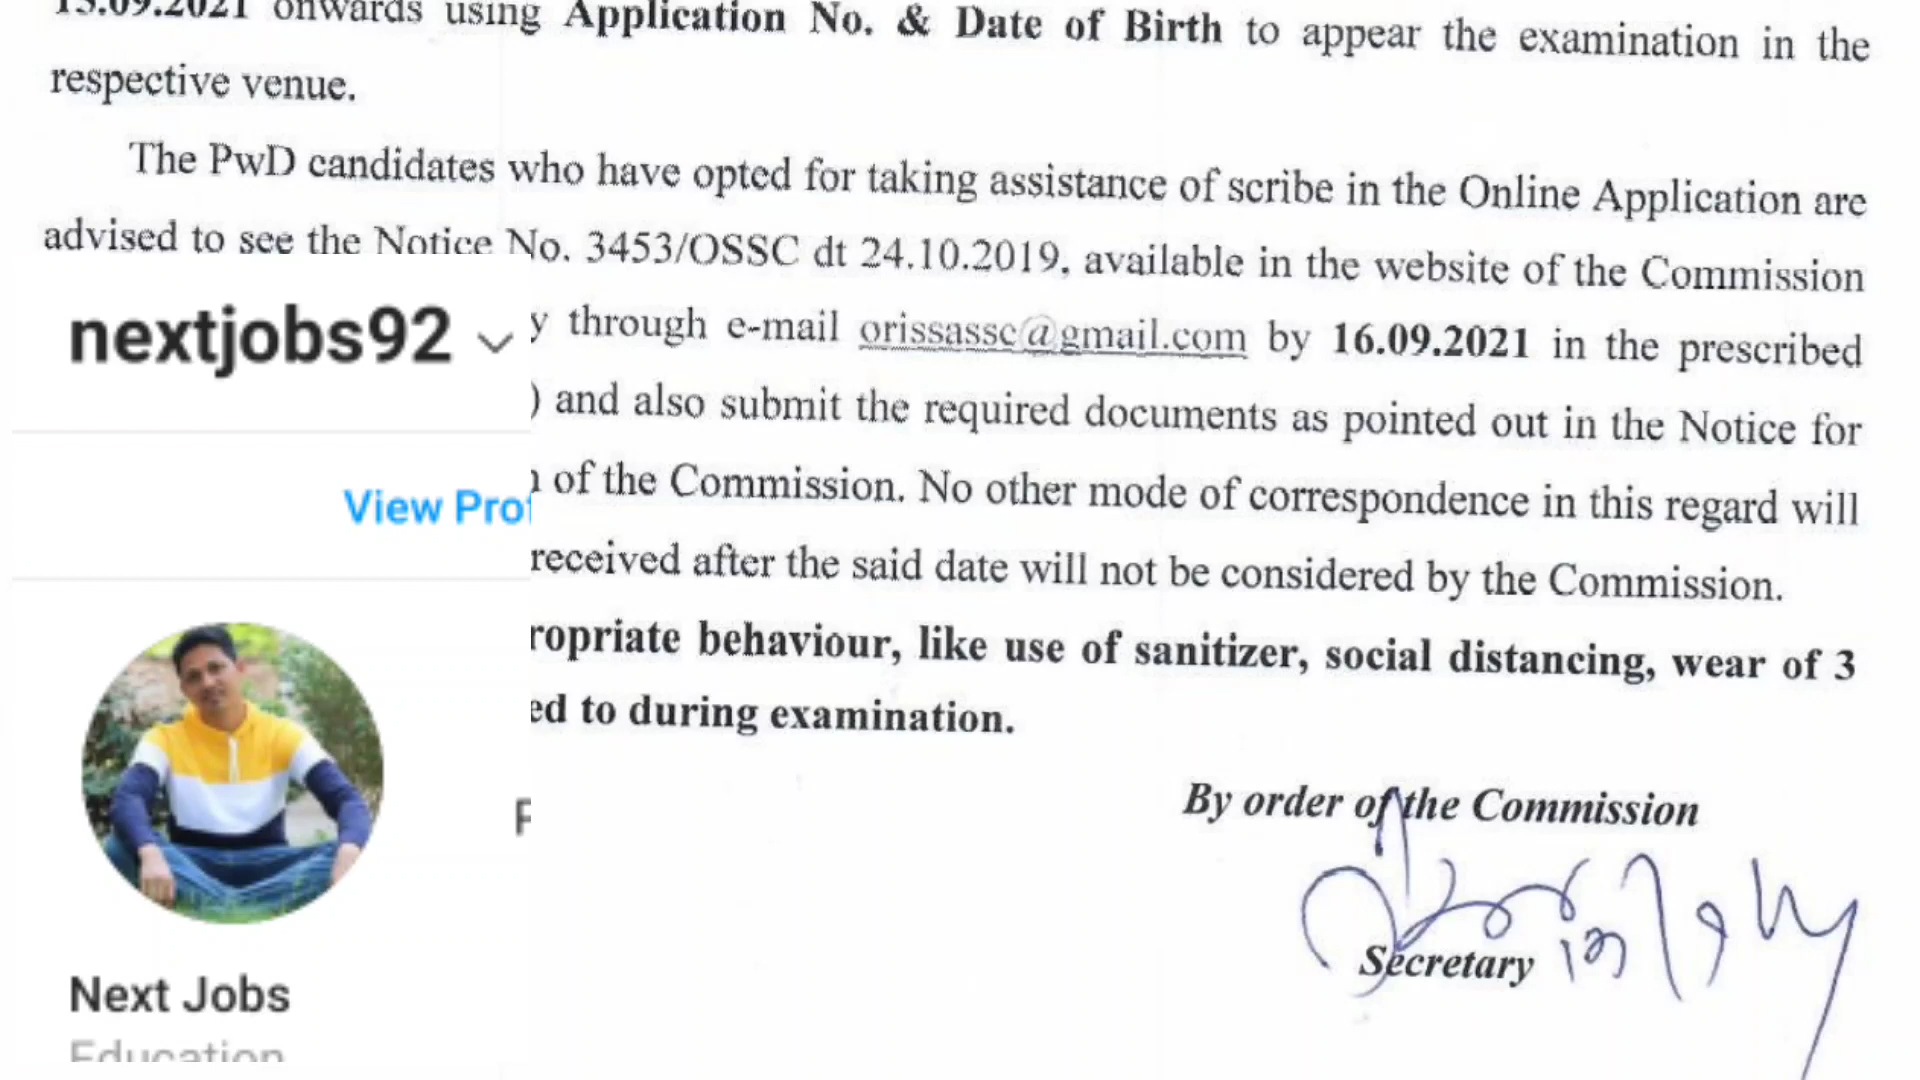 onwards using Application No. & Date of Birth to appear the examination in the
respective venue.
The PwD candidates who have opted for taking assistance of scribe in the Online Application are
advised to see the Notice No. 3453/OSSC dt 24.10.2019, available in the website of the Commission
y through e-mail orissassc@gmail.com by 16.09.2021 in the prescribed
) and also submit the required documents as pointed out in the Notice for
of the Commission. No other mode of correspondence in this regard will
received after the said date will not be considered by the Commission.
ropriate behaviour, like use of sanitizer, social distancing, wear of 3
ed to during examination.
By order of the Commission
Secretary
nextjobs92
View Prof
Next Jobs
Education